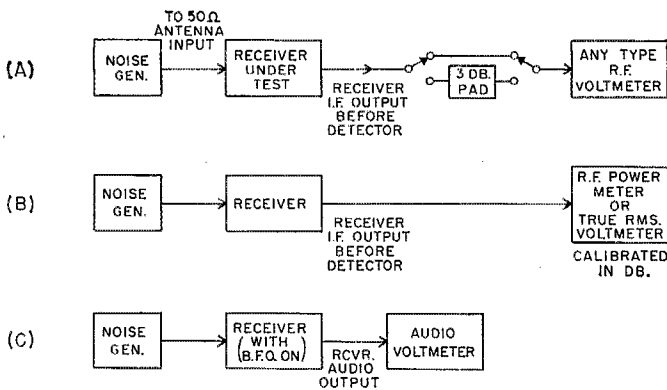 TO 50Ω
ANTENNA
INPUT
(A)
NOISE
GEN.
RECEIVER
UNDER
TEST
RECEIVER
I.F. OUTPUT
BEFORE
DETECTOR
3 DB.
PAD
ANY TYPE
R.F.
VOLTMETER
(B)
NOISE
GEN.
RECEIVER
RECEIVER
I.F. OUTPUT
BEFORE
DETECTOR
R.F. POWER
METER
OR
TRUE RMS.
VOLTMETER
CALIBRATED
IN DB.
(C)
NOISE
GEN.
RECEIVER
(WITH
B.F.O. ON)
RCVR.
AUDIO
OUTPUT
AUDIO
VOLTMETER